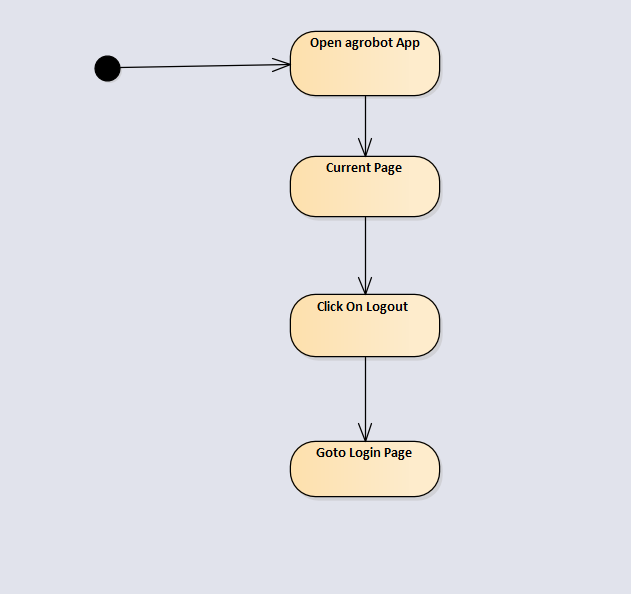 Open agrobot App
Current Page
Click On Logout
Goto Login Page